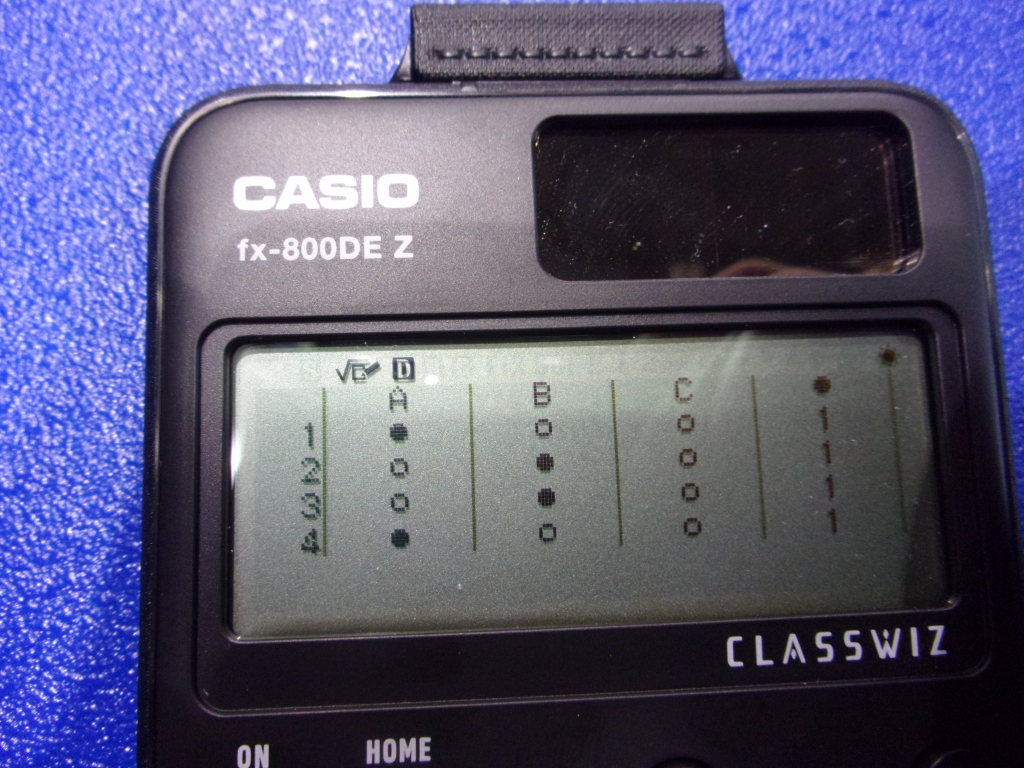 CASIO
fx-800DE Z
√E D
A B C ●
1 ● ○ ○ 1
2 ○ ● ○ 1
3 ○ ● ○ 1
4 ● ○ ○ 1
CLASSWIZ
ON HOME